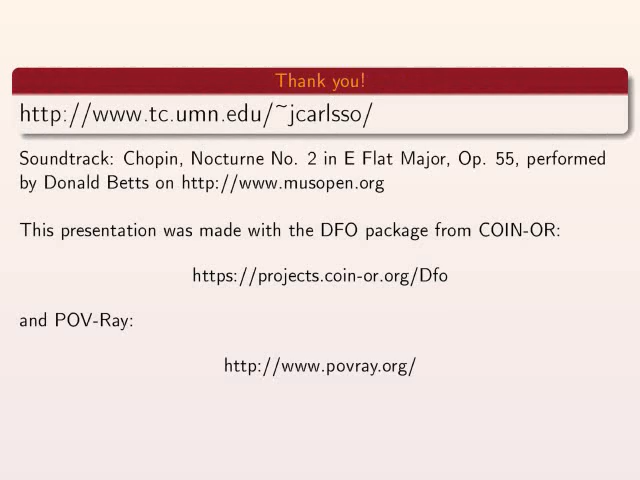 Thank you!
http://www.tc.umn.edu/~jcarlsso/
Soundtrack: Chopin, Nocturne No. 2 in E Flat Major, Op. 55, performed
by Donald Betts on http://www.musopen.org
This presentation was made with the DFO package from COIN-OR:
https://projects.coin-or.org/Dfo
and POV-Ray:
http://www.povray.org/